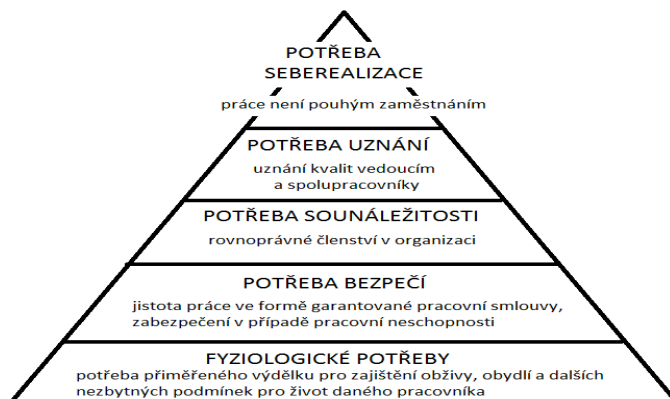 POTŘEBA
SEBEREALIZACE
práce není pouhým zaměstnáním
POTŘEBA UZNÁNÍ
uznání kvalit vedoucím
a spolupracovníky
POTŘEBA SOUNÁLEŽITOSTI
rovnoprávné členství v organizaci
POTŘEBA BEZPEČÍ
jistota práce ve formě garantované pracovní smlouvy,
zabezpečení v případě pracovní neschopnosti
FYZIOLOGICKÉ POTŘEBY
potřeba přiměřeného výdělku pro zajištění obživy, obydlí a dalších
nezbytných podmínek pro život daného pracovníka